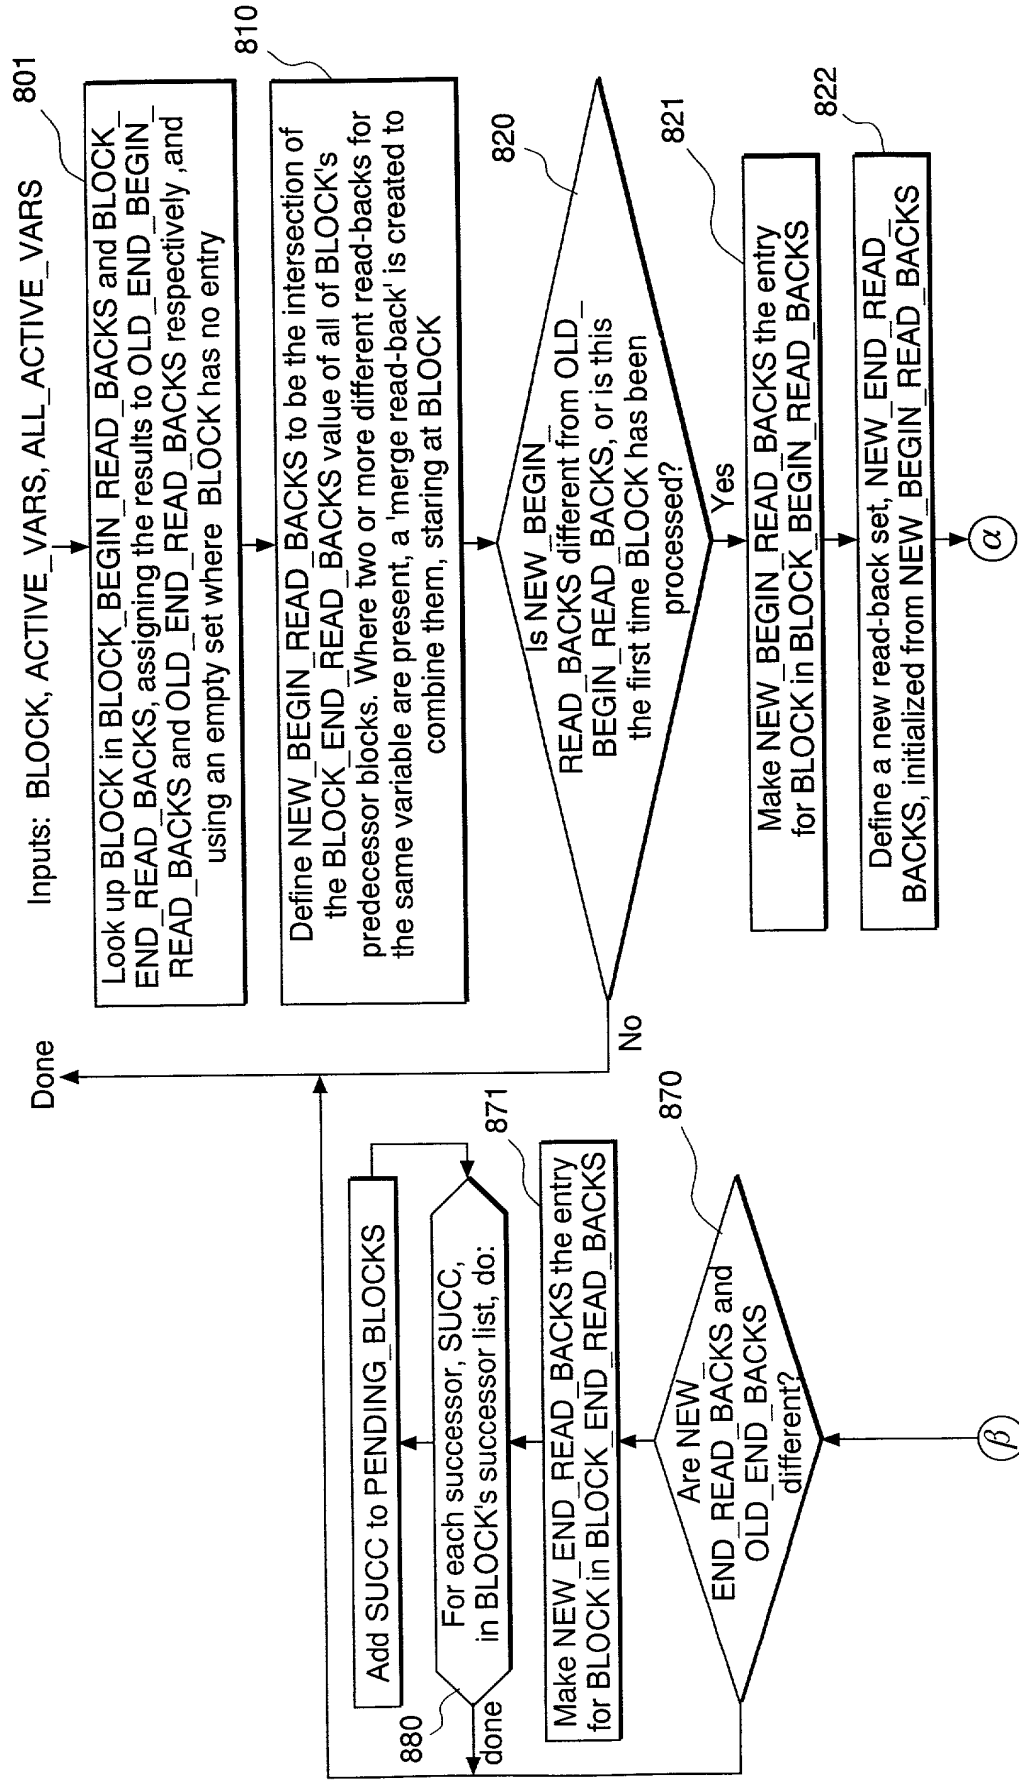 Inputs: BLOCK, ACTIVE_VARS, ALL_ACTIVE_VARS
801
Look up BLOCK in BLOCK_BEGIN_READ_BACKS and BLOCK_
END_READ_BACKS, assigning the results to OLD_END_BEGIN_
READ_BACKS and OLD_END_READ_BACKS respectively ,and
using an empty set where BLOCK has no entry
810
Define NEW_BEGIN_READ_BACKS to be the intersection of
the BLOCK_END_READ_BACKS value of all of BLOCK's
predecessor blocks. Where two or more different read-backs for
the same variable are present, a 'merge read-back' is created to
combine them, staring at BLOCK
820
Is NEW_BEGIN_
READ_BACKS different from OLD_
BEGIN_READ_BACKS, or is this
the first time BLOCK has been
processed?
Yes
No
821
Make NEW_BEGIN_READ_BACKS the entry
for BLOCK in BLOCK_BEGIN_READ_BACKS
822
Define a new read-back set, NEW_END_READ_
BACKS, initialized from NEW_BEGIN_READ_BACKS
α
Done
Add SUCC to PENDING_BLOCKS
880
For each successor, SUCC,
in BLOCK's successor list, do:
done
871
Make NEW_END_READ_BACKS the entry
for BLOCK in BLOCK_END_READ_BACKS
870
Are NEW_
END_READ_BACKS and
OLD_END_BACKS
different?
β